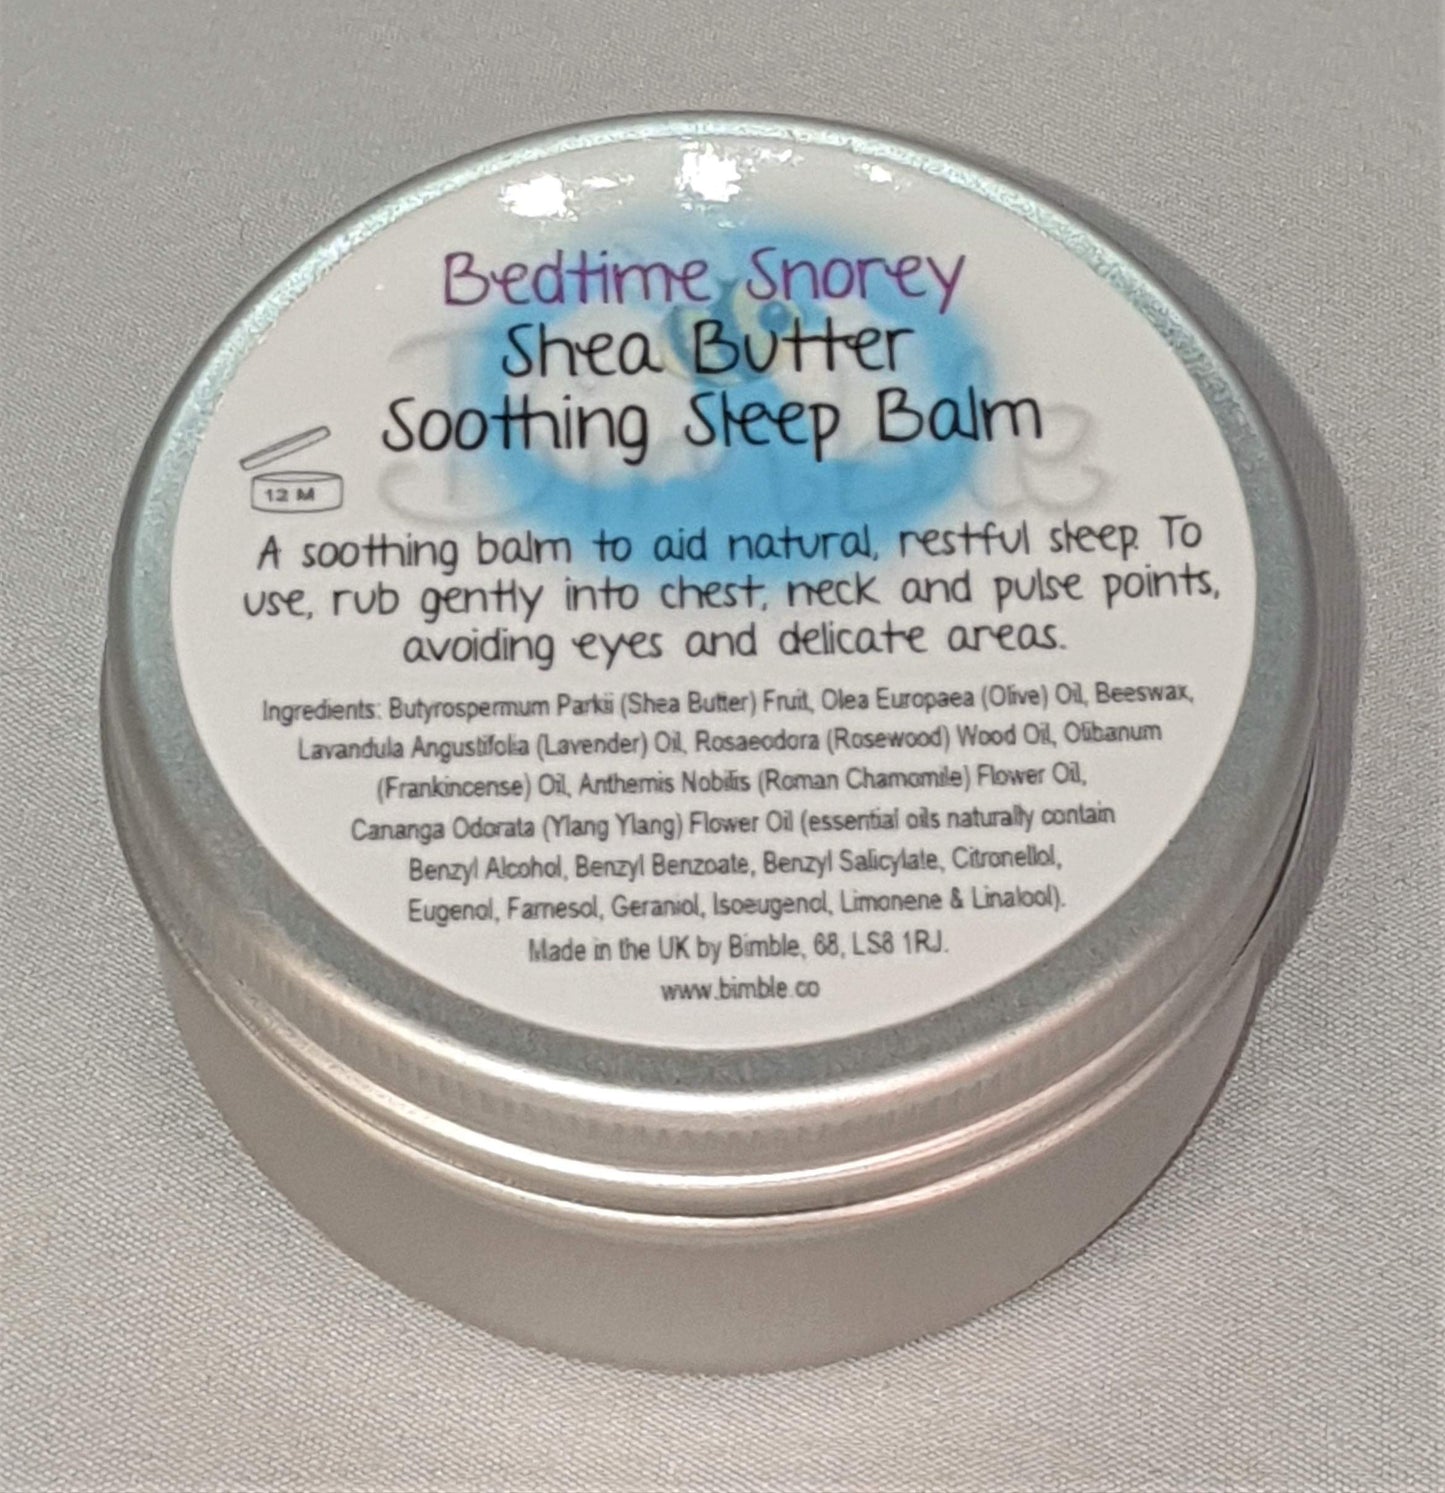 Bedtime Snorey
Shea Butter
Soothing Sleep Balm
12 M
A soothing balm to aid natural, restful sleep. To
use, rub gently into chest, neck and pulse points,
avoiding eyes and delicate areas.
Ingredients: Butyrospermum Parkii (Shea Butter) Fruit, Olea Europaea (Olive) Oil, Beeswax,
Lavandula Angustifolia (Lavender) Oil, Rosaeodora (Rosewood) Wood Oil, Olibanum
(Frankincense) Oil, Anthemis Nobilis (Roman Chamomile) Flower Oil,
Cananga Odorata (Ylang Ylang) Flower Oil (essential oils naturally contain
Benzyl Alcohol, Benzyl Benzoate, Benzyl Salicylate, Citronellol,
Eugenol, Farnesol, Geraniol, Isoeugenol, Limonene & Linalool).
Made in the UK by Bimble, 68, LS8 1RJ.
www.bimble.co